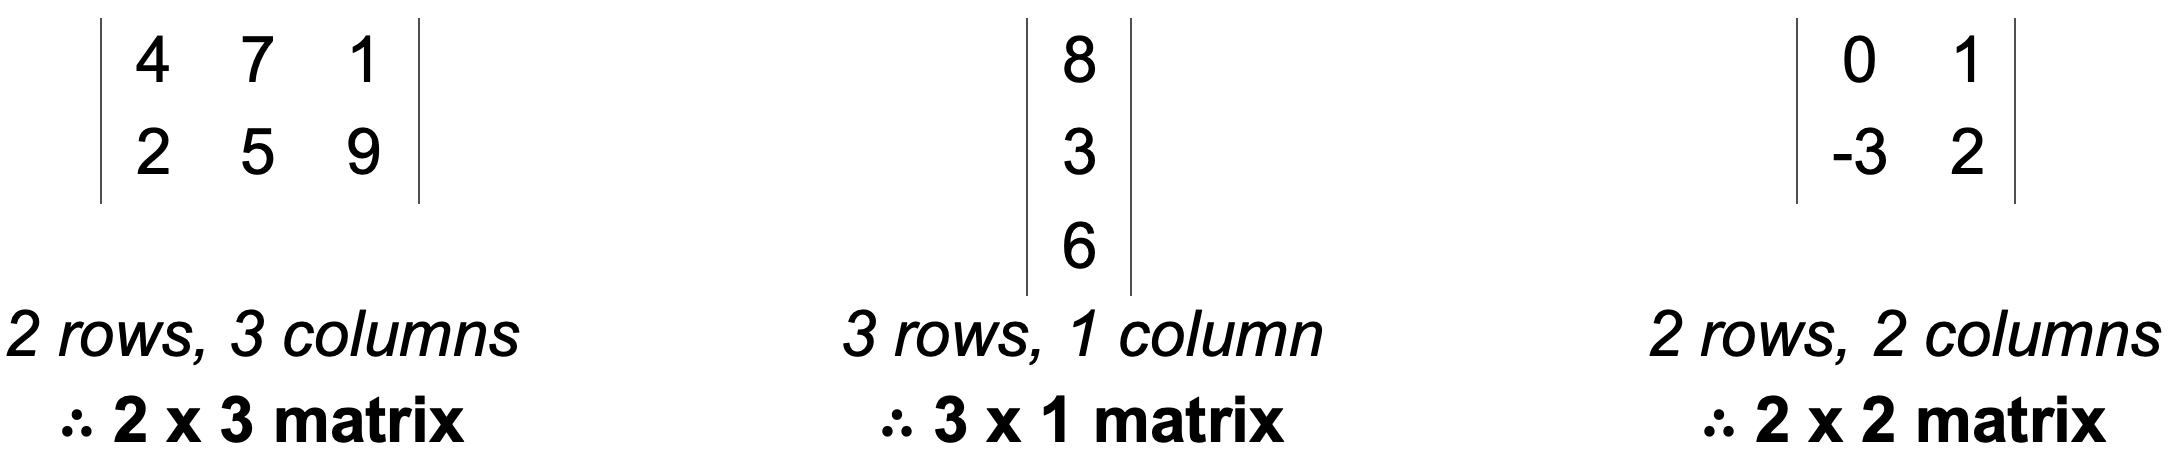 4 7 1
2 5 9
2 rows, 3 columns
∴ 2 x 3 matrix
8
3
6
3 rows, 1 column
∴ 3 x 1 matrix
0 1
-3 2
2 rows, 2 columns
∴ 2 x 2 matrix